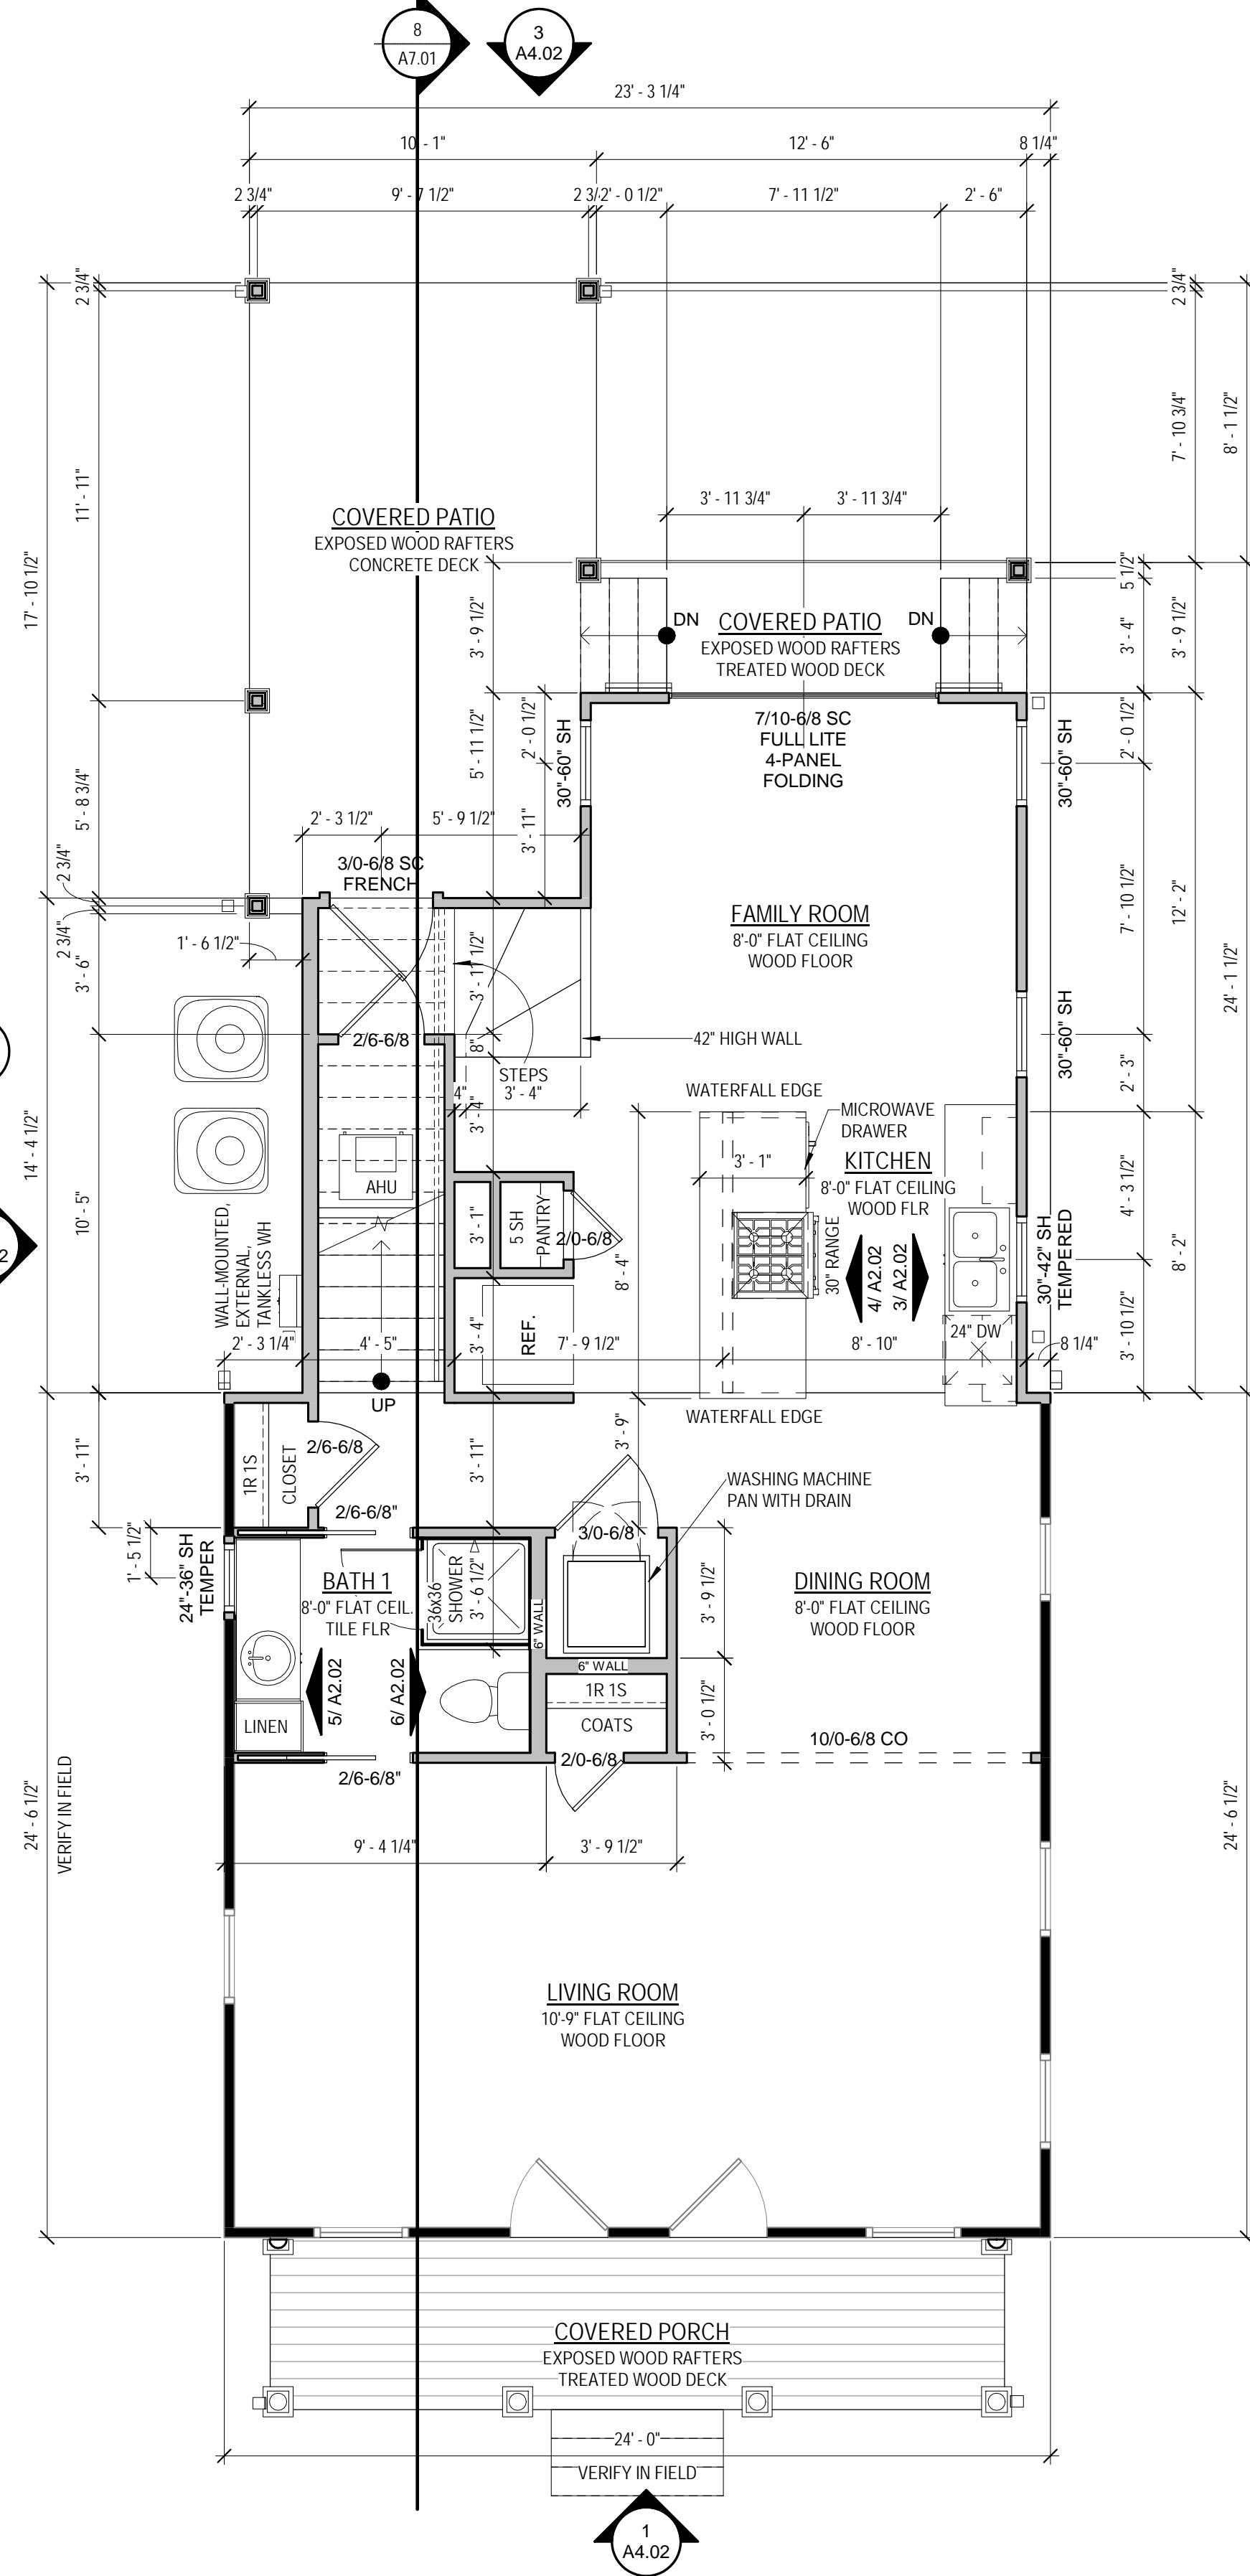 8
A7.01
3
A4.02
23' - 3 1/4"
10' - 1"
12' - 6"
8 1/4"
2 3/4"
9' - 7 1/2"
2 3/4"
2' - 0 1/2"
7' - 11 1/2"
2' - 6"
2 3/4"
2 3/4"
11' - 11"
17' - 10 1/2"
7' - 10 3/4"
8' - 1 1/2"
3' - 11 3/4"
3' - 11 3/4"
COVERED PATIO
EXPOSED WOOD RAFTERS
CONCRETE DECK
5 1/2"
3' - 9 1/2"
DN
COVERED PATIO
DN
EXPOSED WOOD RAFTERS
TREATED WOOD DECK
3' - 4"
3' - 9 1/2"
5' - 11 1/2"
2' - 0 1/2"
30"-60" SH
7/10-6/8 SC
FULL LITE
4-PANEL
FOLDING
30"-60" SH
2' - 0 1/2"
5' - 8 3/4"
2' - 3 1/2"
5' - 9 1/2"
3' - 11"
3/0-6/8 SC
FRENCH
2 3/4"
2 3/4"
1' - 6 1/2"
3' - 6"
3' - 11 1/2"
FAMILY ROOM
8'-0" FLAT CEILING
WOOD FLOOR
7' - 10 1/2"
12' - 2"
24' - 1 1/2"
2/6-6/8
8"
42" HIGH WALL
30"-60" SH
2' - 3"
STEPS
4"
3' - 4"
3' - 4"
WATERFALL EDGE
MICROWAVE
DRAWER
14' - 4 1/2"
10' - 5"
AHU
3' - 1"
KITCHEN
8'-0" FLAT CEILING
WOOD FLR
4' - 3 1/2"
WALL-MOUNTED,
EXTERNAL,
TANKLESS WH
3' - 1"
5 SH
PANTRY
2/0-6/8
8' - 4"
30" RANGE
4/ A2.02
3/ A2.02
30"-42" SH
TEMPERED
8' - 2"
2' - 3 1/4"
4' - 5"
3' - 4"
REF.
7' - 9 1/2"
8' - 10"
24" DW
8 1/4"
3' - 10 1/2"
UP
WATERFALL EDGE
3' - 11"
1R 1S
CLOSET
2/6-6/8
3' - 11"
3' - 9"
WASHING MACHINE
PAN WITH DRAIN
2/6-6/8"
3/0-6/8
1' - 5 1/2"
24"-36" SH
TEMPER
BATH 1
8'-0" FLAT CEIL.
TILE FLR
36x36
SHOWER
3' - 6 1/2"
6" WALL
3' - 9 1/2"
DINING ROOM
8'-0" FLAT CEILING
WOOD FLOOR
6" WALL
5/ A2.02
6/ A2.02
1R 1S
COATS
3' - 0 1/2"
LINEN
2/6-6/8"
2/0-6/8
10/0-6/8 CO
24' - 6 1/2"
VERIFY IN FIELD
24' - 6 1/2"
9' - 4 1/4"
3' - 9 1/2"
LIVING ROOM
10'-9" FLAT CEILING
WOOD FLOOR
COVERED PORCH
EXPOSED WOOD RAFTERS
TREATED WOOD DECK
24' - 0"
VERIFY IN FIELD
1
A4.02